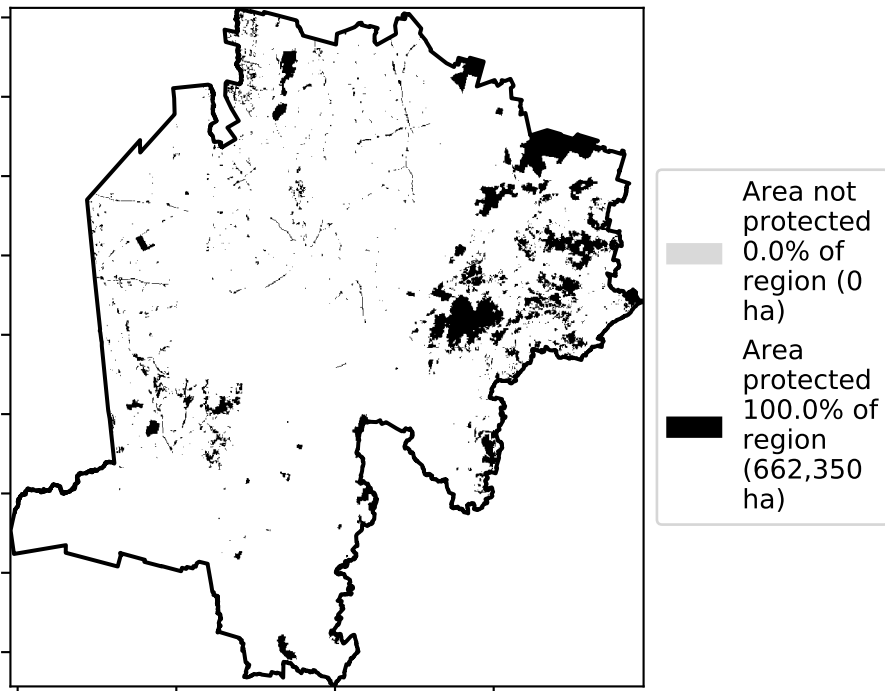 Area not
protected
0.0% of
region (0
ha)
Area
protected
100.0% of
region
(662,350
ha)